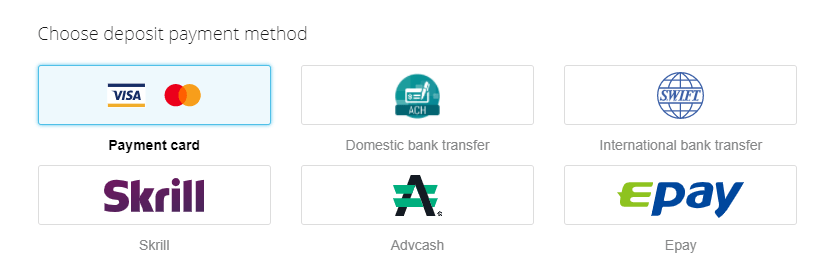 Choose deposit payment method
VISA
ACH
SWIFT
Payment card
Domestic bank transfer
International bank transfer
Skrill
Epay
Skrill
Advcash
Epay